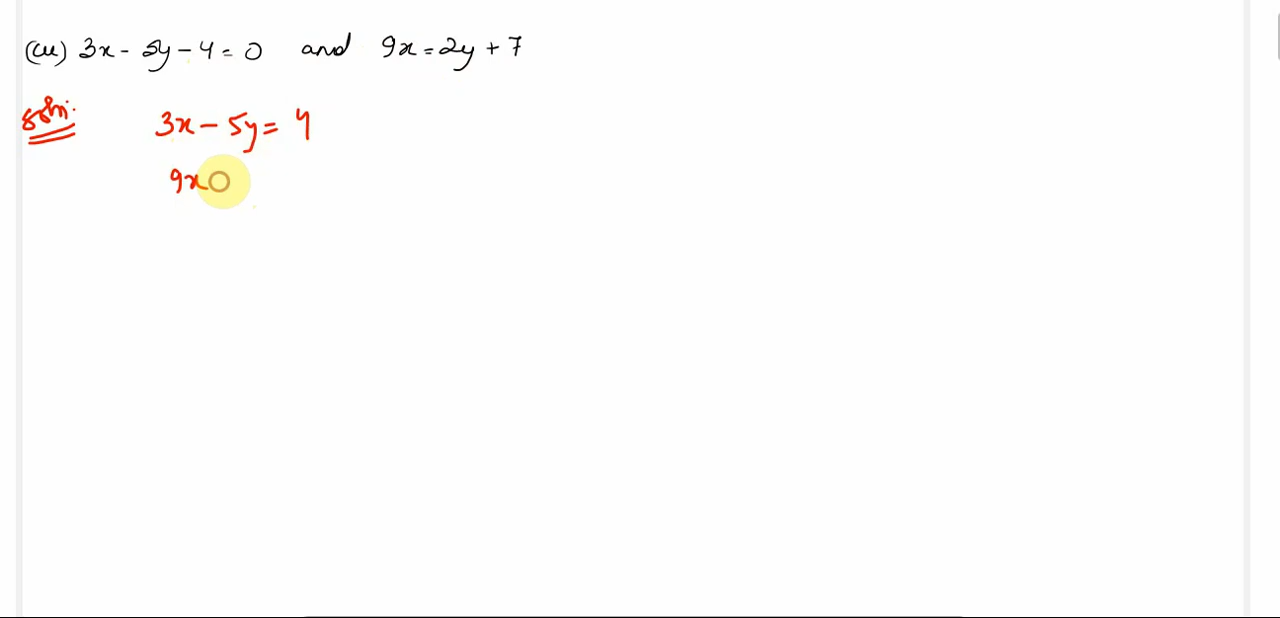 (iii) 3x - 5y - 4 = 0 and 9x = 2y + 7
Soln:
3x - 5y = 4
9x